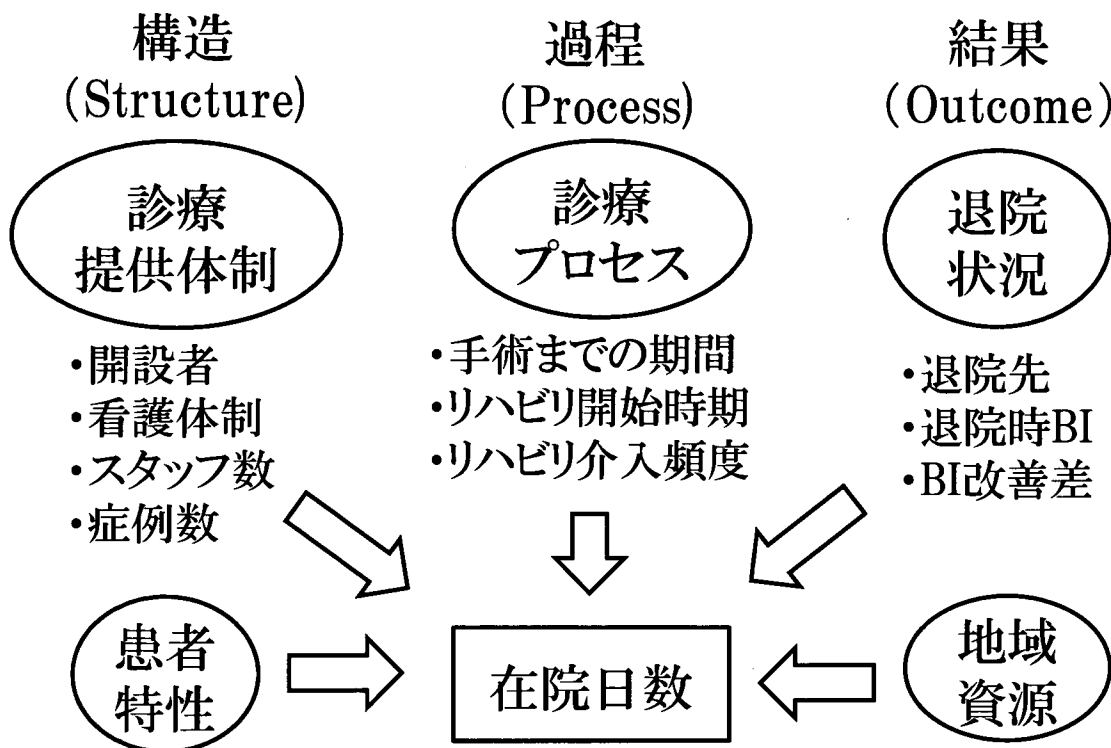 構造
(Structure)
診療
提供体制
・開設者
・看護体制
・スタッフ数
・症例数
過程
(Process)
診療
プロセス
・手術までの期間
・リハビリ開始時期
・リハビリ介入頻度
結果
(Outcome)
退院
状況
・退院先
・退院時BI
・BI改善差
患者
特性
在院日数
地域
資源